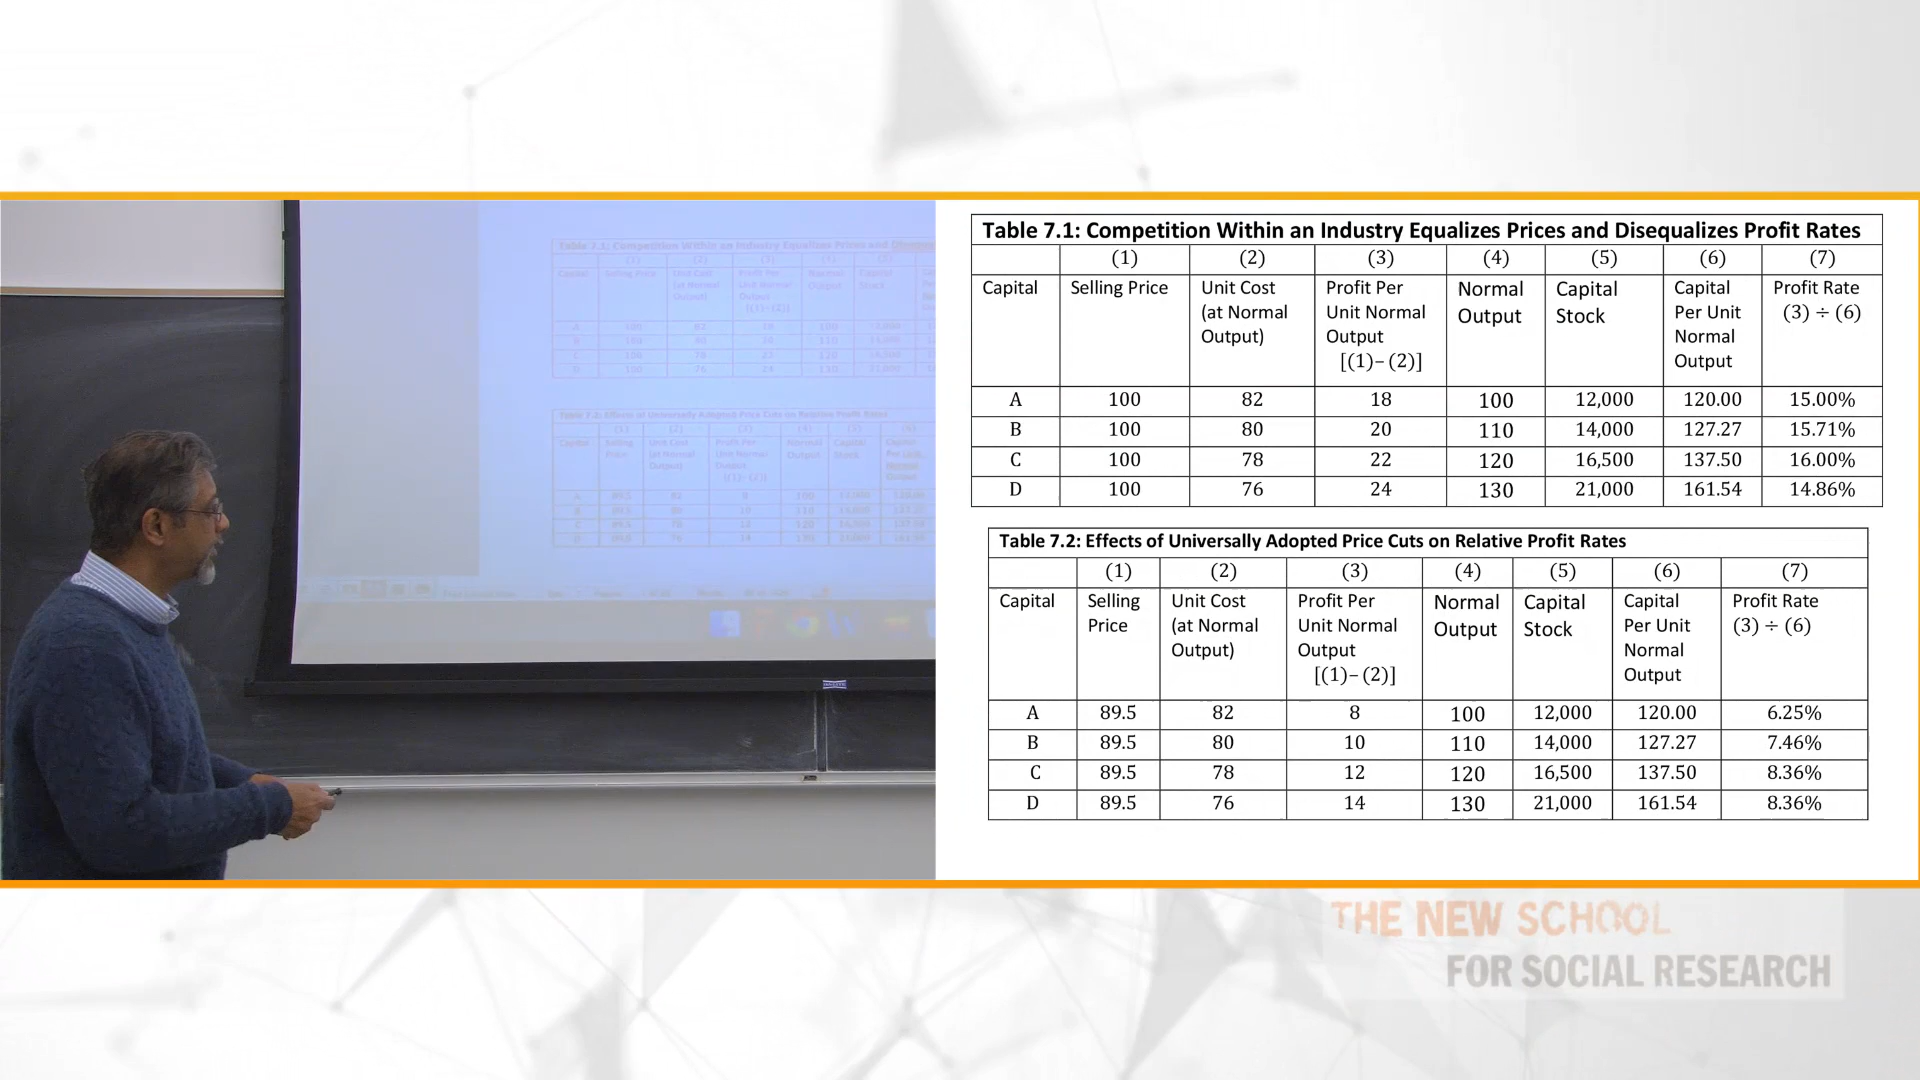 Table 7.1: Competition Within an Industry Equalizes Prices and Disequalizes Profit Rates
(1) (2) (3) (4) (5) (6) (7)
Capital Selling Price Unit Cost (at Normal Output) Profit Per Unit Normal Output [(1)–(2)] Normal Output Capital Stock Capital Per Unit Normal Output Profit Rate (3) ÷ (6)
A 100 82 18 100 12,000 120.00 15.00%
B 100 80 20 110 14,000 127.27 15.71%
C 100 78 22 120 16,500 137.50 16.00%
D 100 76 24 130 21,000 161.54 14.86%
Table 7.2: Effects of Universally Adopted Price Cuts on Relative Profit Rates
(1) (2) (3) (4) (5) (6) (7)
Capital Selling Price Unit Cost (at Normal Output) Profit Per Unit Normal Output [(1)–(2)] Normal Output Capital Stock Capital Per Unit Normal Output Profit Rate (3) ÷ (6)
A 89.5 82 8 100 12,000 120.00 6.25%
B 89.5 80 10 110 14,000 127.27 7.46%
C 89.5 78 12 120 16,500 137.50 8.36%
D 89.5 76 14 130 21,000 161.54 8.36%
THE NEW SCHOOL
FOR SOCIAL RESEARCH